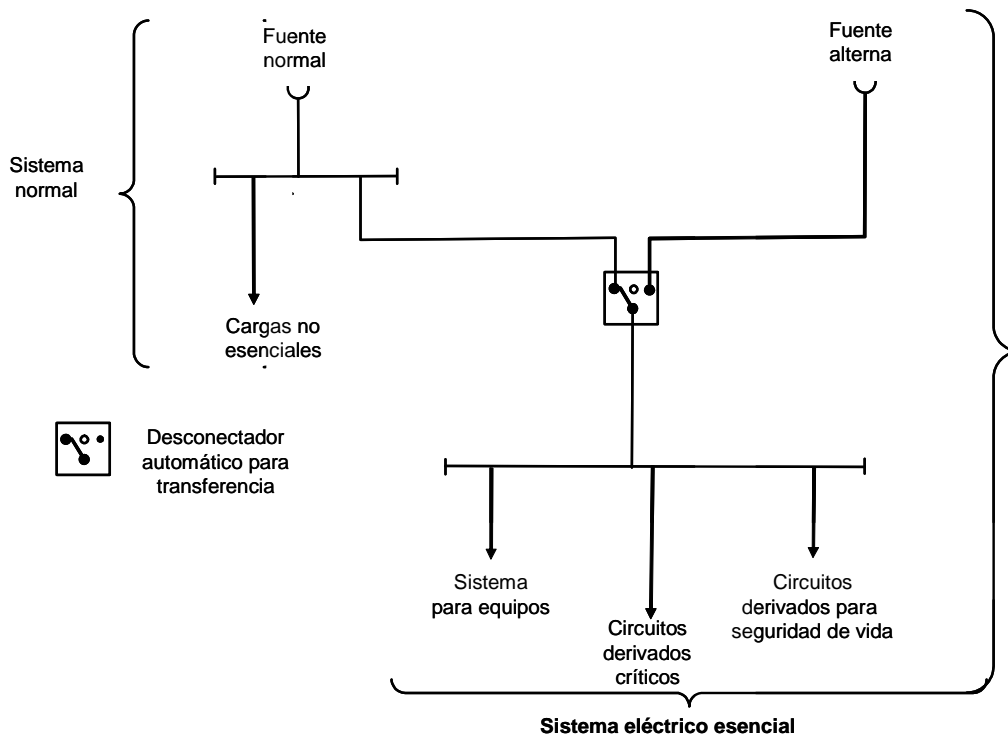 Fuente
normal
Fuente
alterna
Sistema
normal
Cargas no
esenciales
Desconectador
automático para
transferencia
Sistema
para equipos
Circuitos
derivados
críticos
Circuitos
derivados para
seguridad de vida
Sistema eléctrico esencial